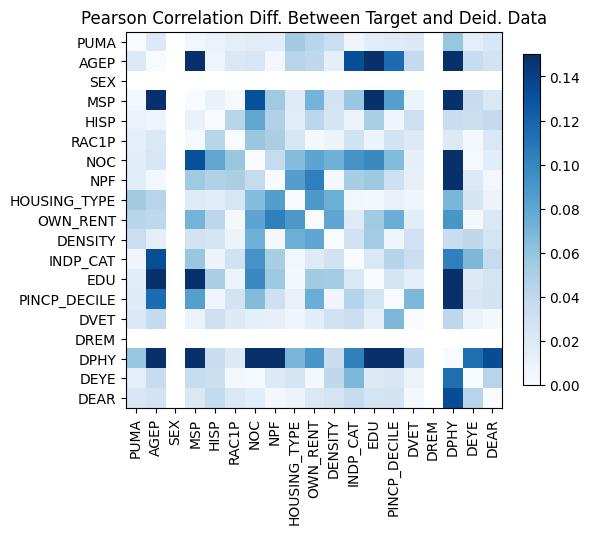 Pearson Correlation Diff. Between Target and Deid. Data
PUMA
AGEP
SEX
MSP
HISP
RAC1P
NOC
NPF
HOUSING_TYPE
OWN_RENT
DENSITY
INDP_CAT
EDU
PINCP_DECILE
DVET
DREM
DPHY
DEYE
DEAR
PUMA
AGEP
SEX
MSP
HISP
RAC1P
NOC
NPF
HOUSING_TYPE
OWN_RENT
DENSITY
INDP_CAT
EDU
PINCP_DECILE
DVET
DREM
DPHY
DEYE
DEAR
0.14
0.12
0.10
0.08
0.06
0.04
0.02
0.00